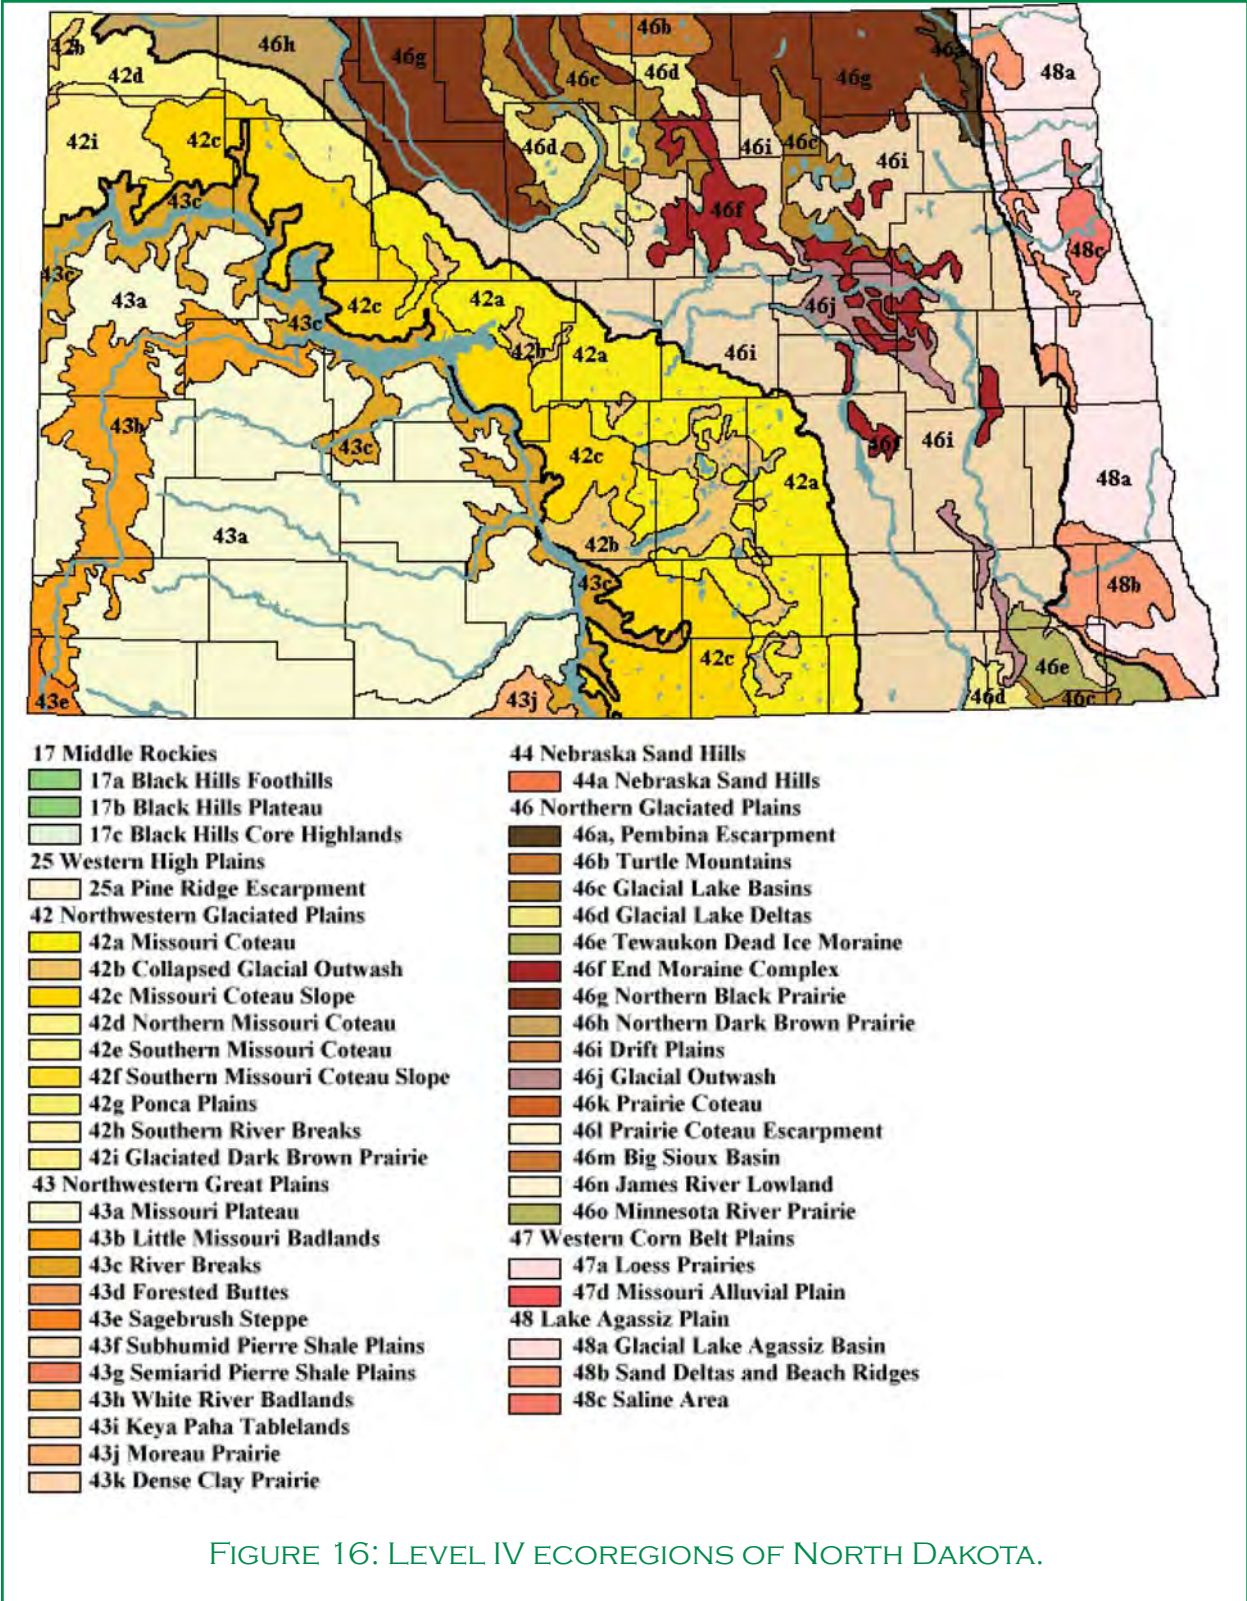 42b
46h
46g
46b
46c
46d
46g
46a
48a
42d
42i
42c
46d
46i
46c
46i
43c
46f
48c
43c
43a
42c
42a
46j
43c
42b
42a
46i
43b
43c
42c
46f
46i
42a
48a
43a
42b
43c
48b
42c
46e
43e
43j
46d
46c
17 Middle Rockies
17a Black Hills Foothills
17b Black Hills Plateau
17c Black Hills Core Highlands
25 Western High Plains
25a Pine Ridge Escarpment
42 Northwestern Glaciated Plains
42a Missouri Coteau
42b Collapsed Glacial Outwash
42c Missouri Coteau Slope
42d Northern Missouri Coteau
42e Southern Missouri Coteau
42f Southern Missouri Coteau Slope
42g Ponca Plains
42h Southern River Breaks
42i Glaciated Dark Brown Prairie
43 Northwestern Great Plains
43a Missouri Plateau
43b Little Missouri Badlands
43c River Breaks
43d Forested Buttes
43e Sagebrush Steppe
43f Subhumid Pierre Shale Plains
43g Semiarid Pierre Shale Plains
43h White River Badlands
43i Keya Paha Tablelands
43j Moreau Prairie
43k Dense Clay Prairie
44 Nebraska Sand Hills
44a Nebraska Sand Hills
46 Northern Glaciated Plains
46a, Pembina Escarpment
46b Turtle Mountains
46c Glacial Lake Basins
46d Glacial Lake Deltas
46e Tewaukon Dead Ice Moraine
46f End Moraine Complex
46g Northern Black Prairie
46h Northern Dark Brown Prairie
46i Drift Plains
46j Glacial Outwash
46k Prairie Coteau
46l Prairie Coteau Escarpment
46m Big Sioux Basin
46n James River Lowland
46o Minnesota River Prairie
47 Western Corn Belt Plains
47a Loess Prairies
47d Missouri Alluvial Plain
48 Lake Agassiz Plain
48a Glacial Lake Agassiz Basin
48b Sand Deltas and Beach Ridges
48c Saline Area
FIGURE 16: LEVEL IV ECOREGIONS OF NORTH DAKOTA.